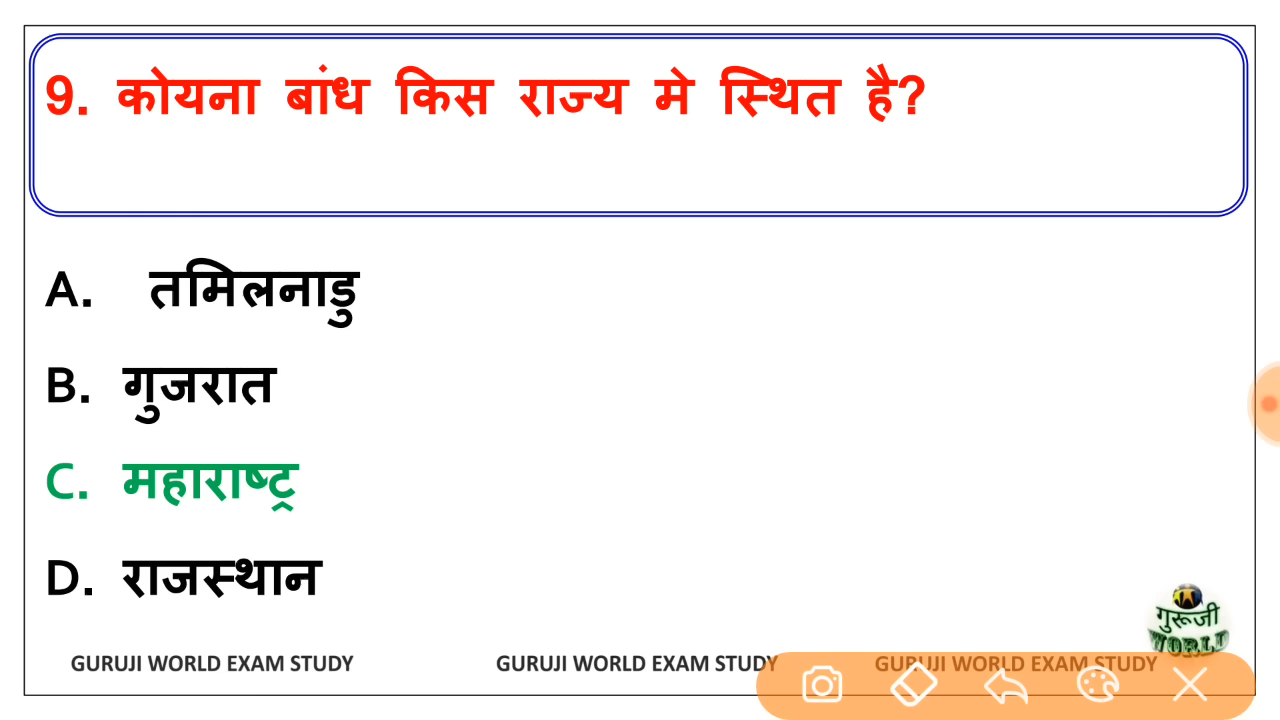 9. कोयना बांध किस राज्य मे स्थित है?
A. तमिलनाडु
B. गुजरात
C. महाराष्ट्र
D. राजस्थान
गुरूजी
WORLD
GURUJI WORLD EXAM STUDY GURUJI WORLD EXAM STUDY GURUJI WORLD EXAM STUDY